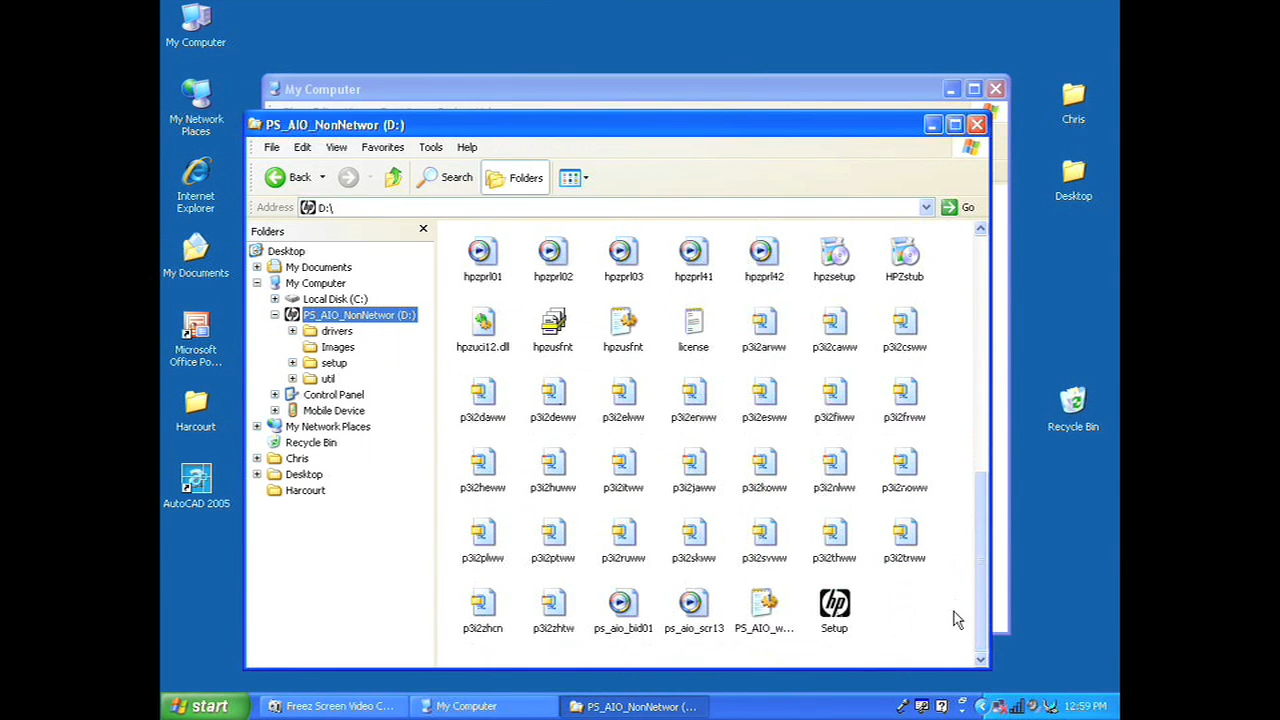 My Computer
My Network
Places
Internet
Explorer
My Documents
Microsoft
Office Po...
Harcourt
AutoCAD 2005
My Computer
PS_AIO_NonNetwor (D:)
File Edit View Favorites Tools Help
Back Search Folders
Address hp D:\ Go
Folders
Desktop
My Documents
My Computer
Local Disk (C:)
PS_AIO_NonNetwor (D:)
drivers
Images
setup
util
Control Panel
Mobile Device
My Network Places
Recycle Bin
Chris
Desktop
Harcourt
hpzprl01 hpzprl02 hpzprl03 hpzprl41 hpzprl42 hpzsetup HPZstub
hpzuci12.dll hpzusfnt hpzusfnt license p3i2arww p3i2caww p3i2csww
p3i2daww p3i2deww p3i2elww p3i2enww p3i2esww p3i2fiww p3i2frww
p3i2heww p3i2huww p3i2itww p3i2jaww p3i2koww p3i2nlww p3i2noww
p3i2plww p3i2ptww p3i2ruww p3i2skww p3i2svww p3i2thww p3i2trww
hp
p3i2zhcn p3i2zhtw ps_aio_bid01 ps_aio_scr13 PS_AIO_w... Setup
Chris
Desktop
Recycle Bin
start Freez Screen Video C... My Computer PS_AIO_NonNetwor (... 12:59 PM